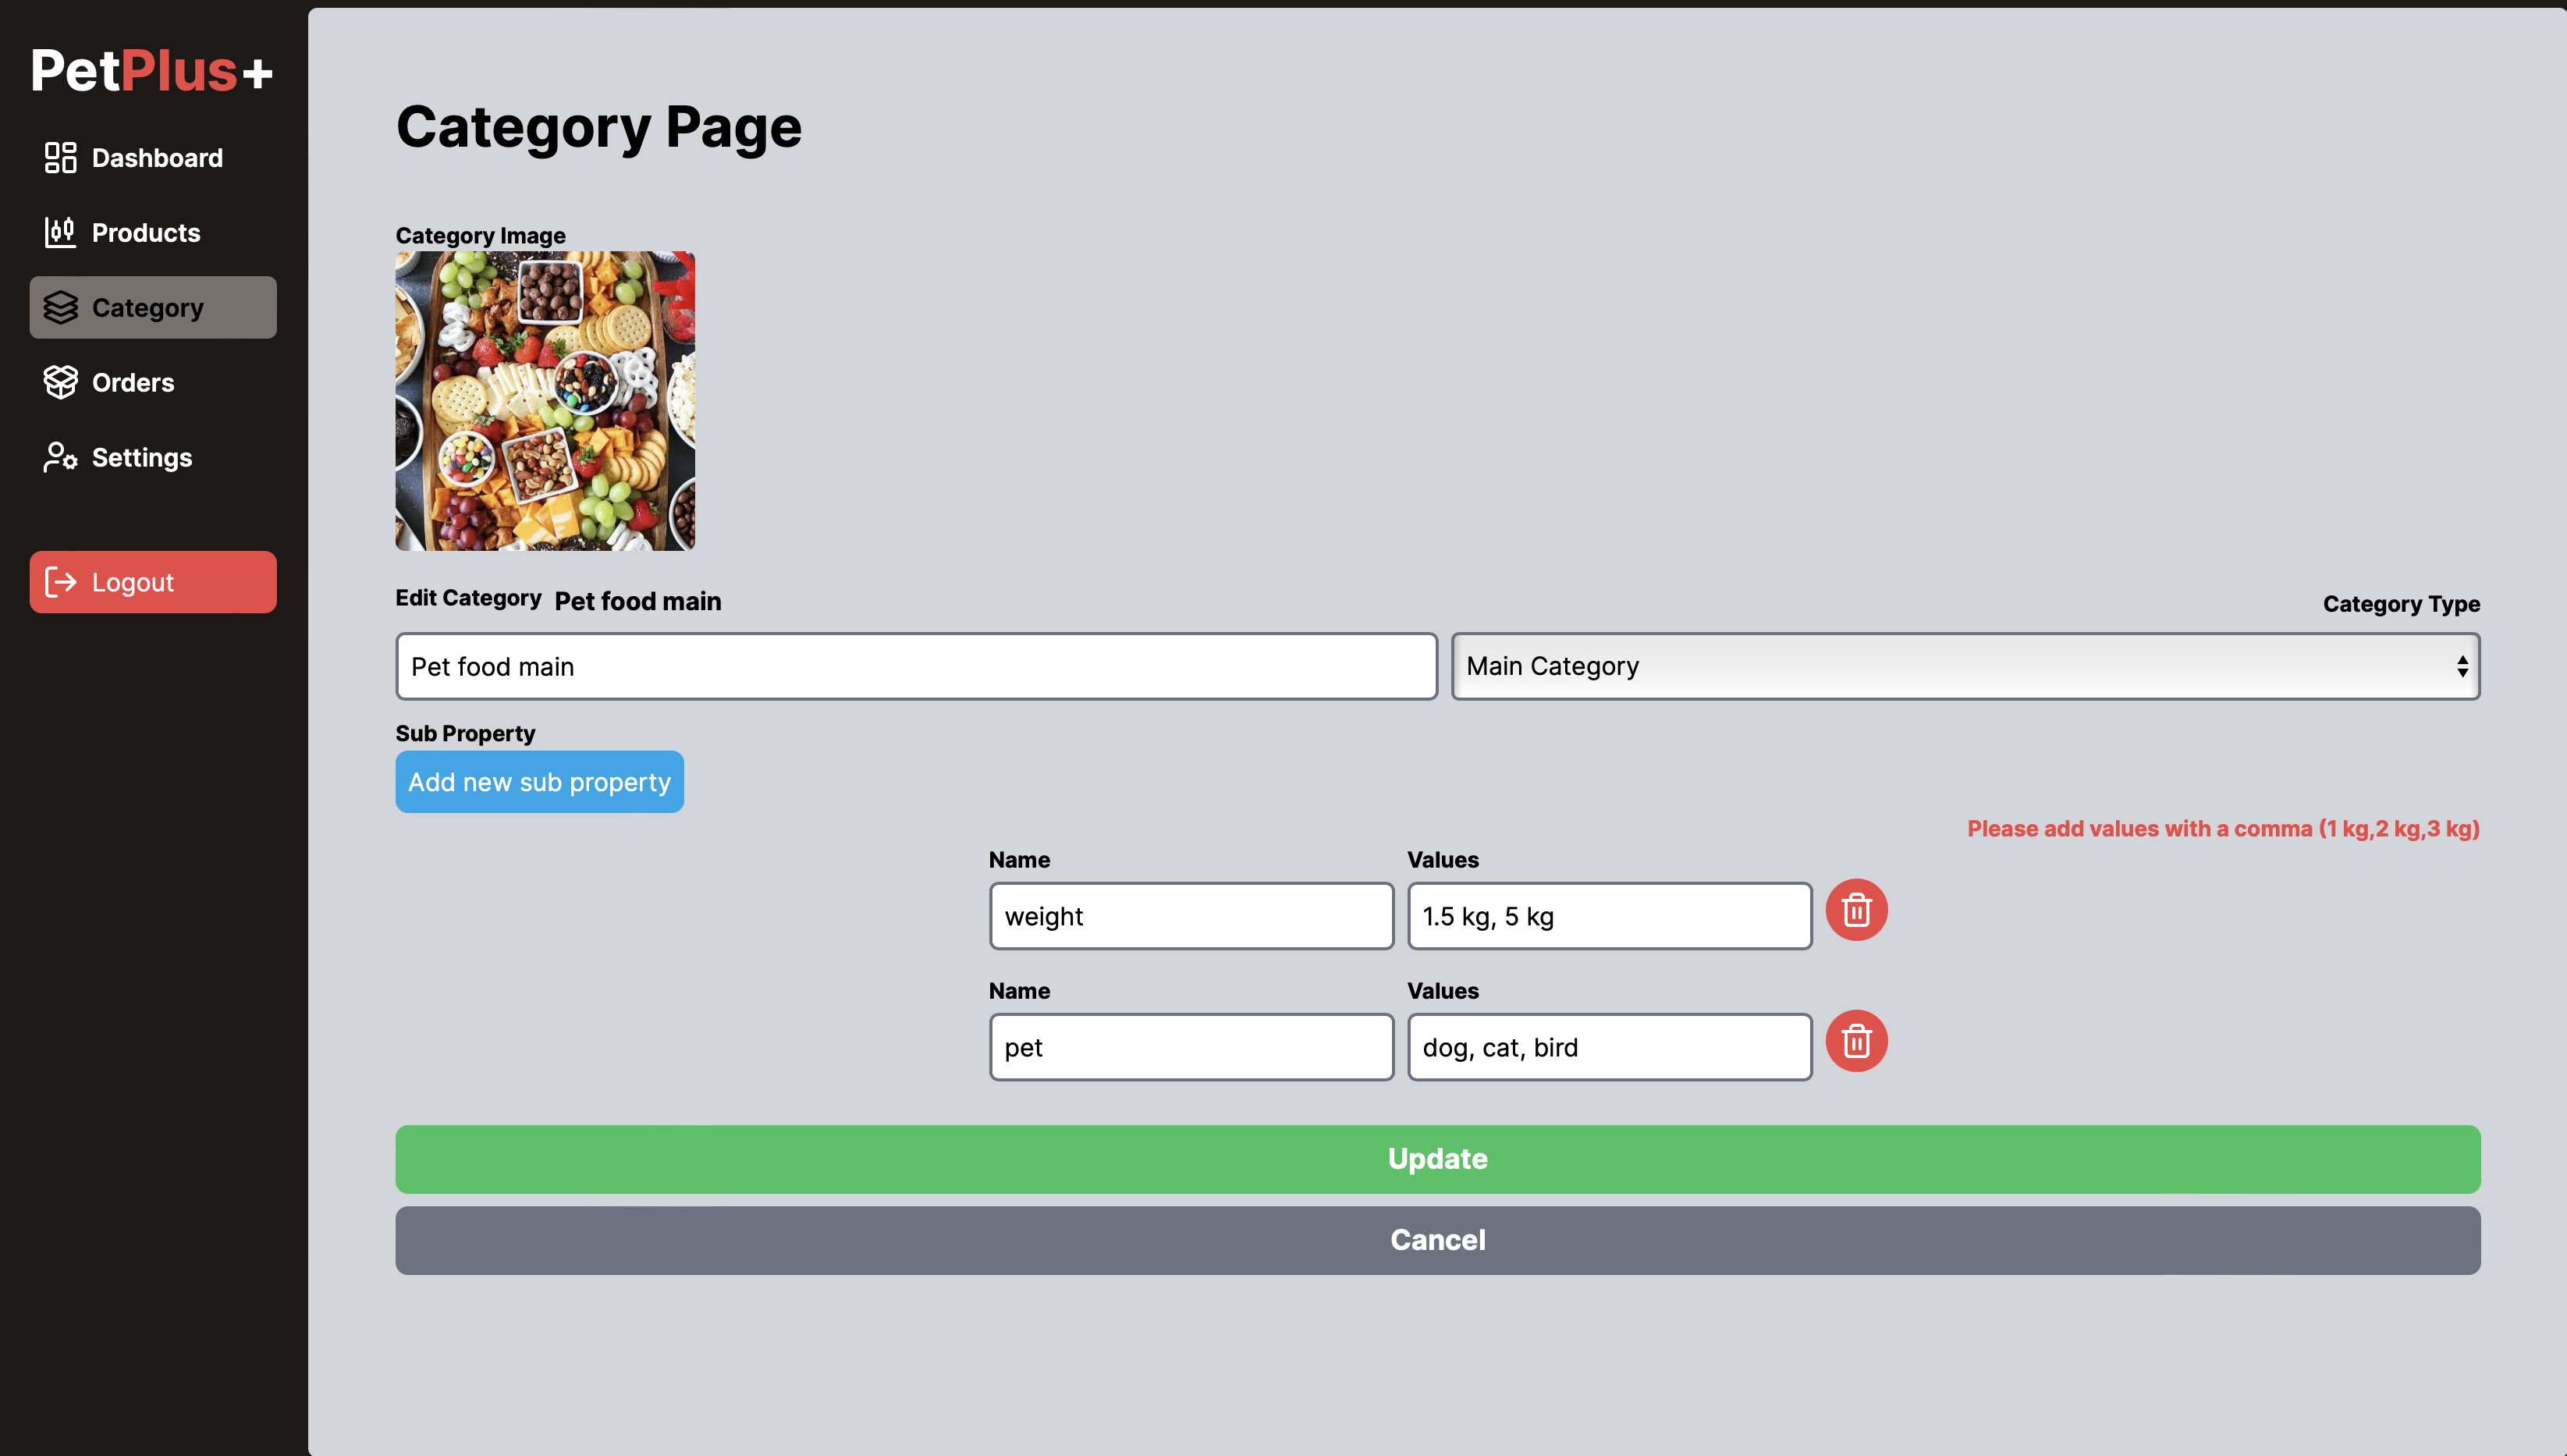 PetPlus+
Dashboard
Products
Category
Orders
Settings
Logout
Category Page
Category Image
Edit Category Pet food main
Category Type
Pet food main
Main Category
Sub Property
Add new sub property
Please add values with a comma (1 kg,2 kg,3 kg)
Name Values
weight 1.5 kg, 5 kg
Name Values
pet dog, cat, bird
Update
Cancel